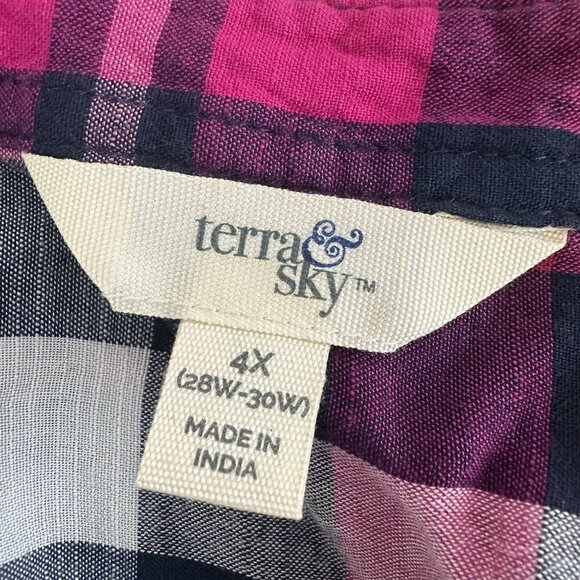 terra &
sky™
4X
(28W-30W)
MADE IN
INDIA